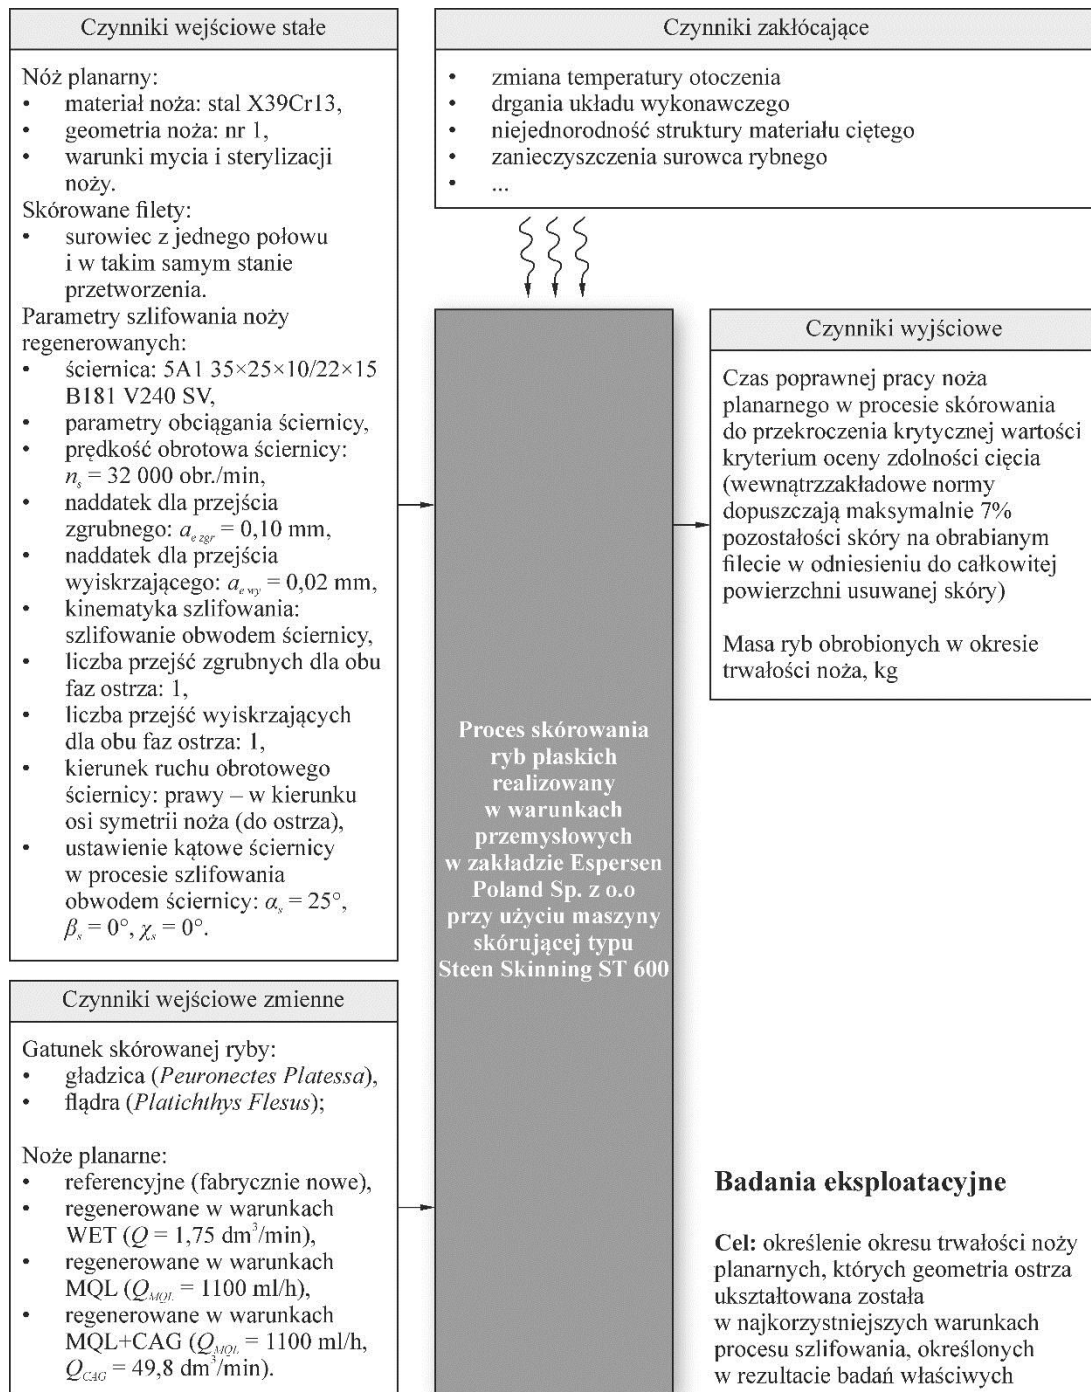 Czynniki wejściowe stałe
Nóż planarny:
• materiał noża: stal X39Cr13,
• geometria noża: nr 1,
• warunki mycia i sterylizacji
noży.
Skórowane filety:
• surowiec z jednego połowu
i w takim samym stanie
przetworzenia.
Parametry szlifowania noży
regenerowanych:
• ściernica: 5A1 35×25×10/22×15
B181 V240 SV,
• parametry obciągania ściernicy,
• prędkość obrotowa ściernicy:
nₛ = 32 000 obr./min,
• naddatek dla przejścia
zgrubnego: a_{e zgr} = 0,10 mm,
• naddatek dla przejścia
wyiskrzającego: a_{e wy} = 0,02 mm,
• kinematyka szlifowania:
szlifowanie obwodem ściernicy,
• liczba przejść zgrubnych dla obu
faz ostrza: 1,
• liczba przejść wyiskrzających
dla obu faz ostrza: 1,
• kierunek ruchu obrotowego
ściernicy: prawy – w kierunku
osi symetrii noża (do ostrza),
• ustawienie kątowe ściernicy
w procesie szlifowania
obwodem ściernicy: αₛ = 25°,
βₛ = 0°, χₛ = 0°.
Czynniki wejściowe zmienne
Gatunek skórowanej ryby:
• gładzica (Peuronectes Platessa),
• flądra (Platichthys Flesus);
Noże planarne:
• referencyjne (fabrycznie nowe),
• regenerowane w warunkach
WET (Q = 1,75 dm³/min),
• regenerowane w warunkach
MQL (Q_{MQL} = 1100 ml/h),
• regenerowane w warunkach
MQL+CAG (Q_{MQL} = 1100 ml/h,
Q_{CAG} = 49,8 dm³/min).
Czynniki zakłócające
• zmiana temperatury otoczenia
• drgania układu wykonawczego
• niejednorodność struktury materiału ciętego
• zanieczyszczenia surowca rybnego
• ...
Proces skórowania
ryb płaskich
realizowany
w warunkach
przemysłowych
w zakładzie Espersen
Poland Sp. z o.o
przy użyciu maszyny
skórującej typu
Steen Skinning ST 600
Czynniki wyjściowe
Czas poprawnej pracy noża
planarnego w procesie skórowania
do przekroczenia krytycznej wartości
kryterium oceny zdolności cięcia
(wewnątrzzakładowe normy
dopuszczają maksymalnie 7%
pozostałości skóry na obrabianym
filecie w odniesieniu do całkowitej
powierzchni usuwanej skóry)
Masa ryb obrobionych w okresie
trwałości noża, kg
Badania eksploatacyjne
Cel: określenie okresu trwałości noży
planarnych, których geometria ostrza
ukształtowana została
w najkorzystniejszych warunkach
procesu szlifowania, określonych
w rezultacie badań właściwych